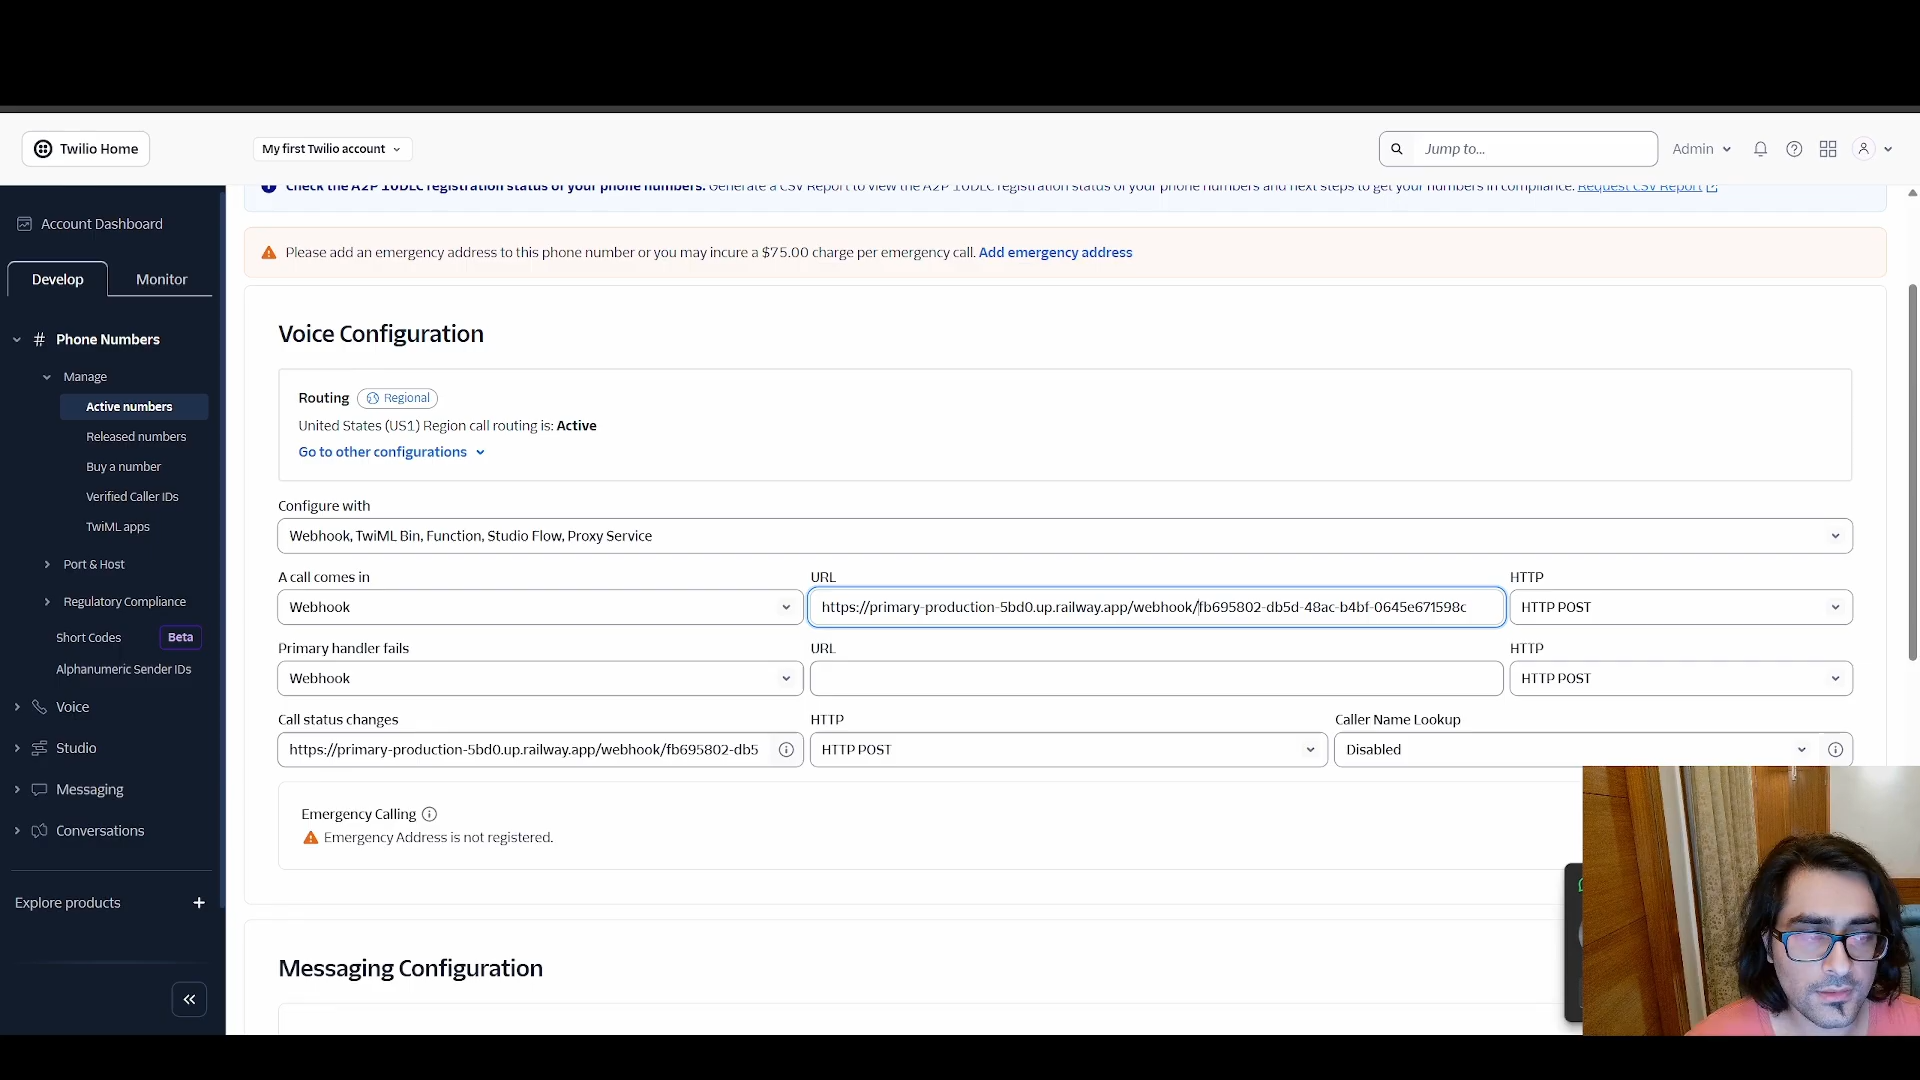 Twilio Home
My first Twilio account
Jump to...
Admin
Check the A2P 10DLC registration status of your phone numbers. Generate a CSV Report to view the A2P 10DLC registration status of your phone numbers and next steps to get your numbers in compliance. Request CSV Report
Account Dashboard
Please add an emergency address to this phone number or you may incure a $75.00 charge per emergency call. Add emergency address
Develop
Monitor
Phone Numbers
Manage
Active numbers
Released numbers
Buy a number
Verified Caller IDs
TwiML apps
Port & Host
Regulatory Compliance
Short Codes
Beta
Alphanumeric Sender IDs
Voice
Studio
Messaging
Conversations
Explore products
Voice Configuration
Routing
Regional
United States (US1) Region call routing is: Active
Go to other configurations
Configure with
Webhook, TwiML Bin, Function, Studio Flow, Proxy Service
A call comes in
URL
HTTP
Webhook
https://primary-production-5bd0.up.railway.app/webhook/fb695802-db5d-48ac-b4bf-0645e671598c
HTTP POST
Primary handler fails
URL
HTTP
Webhook
HTTP POST
Call status changes
HTTP
Caller Name Lookup
https://primary-production-5bd0.up.railway.app/webhook/fb695802-db5
HTTP POST
Disabled
Emergency Calling
Emergency Address is not registered.
Messaging Configuration